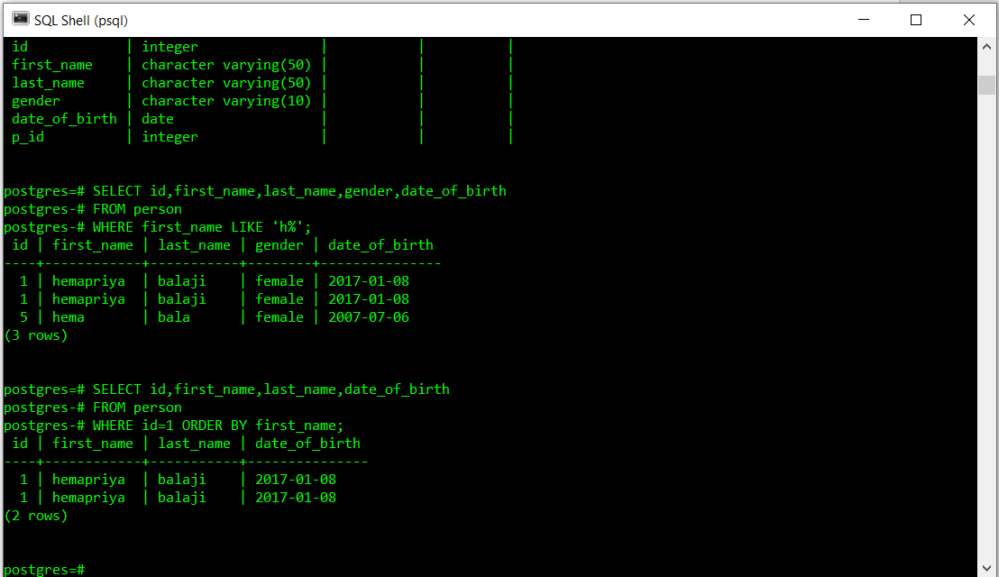 SQL Shell (psql)
 id            | integer               |           |          |
 first_name    | character varying(50) |           |          |
 last_name     | character varying(50) |           |          |
 gender        | character varying(10) |           |          |
 date_of_birth | date                  |           |          |
 p_id          | integer               |           |          |
postgres=# SELECT id,first_name,last_name,gender,date_of_birth
postgres-# FROM person
postgres-# WHERE first_name LIKE 'h%';
 id | first_name | last_name | gender | date_of_birth
----+------------+-----------+--------+---------------
  1 | hemapriya  | balaji    | female | 2017-01-08
  1 | hemapriya  | balaji    | female | 2017-01-08
  5 | hema       | bala      | female | 2007-07-06
(3 rows)
postgres=# SELECT id,first_name,last_name,date_of_birth
postgres-# FROM person
postgres-# WHERE id=1 ORDER BY first_name;
 id | first_name | last_name | date_of_birth
----+------------+-----------+---------------
  1 | hemapriya  | balaji    | 2017-01-08
  1 | hemapriya  | balaji    | 2017-01-08
(2 rows)
postgres=#